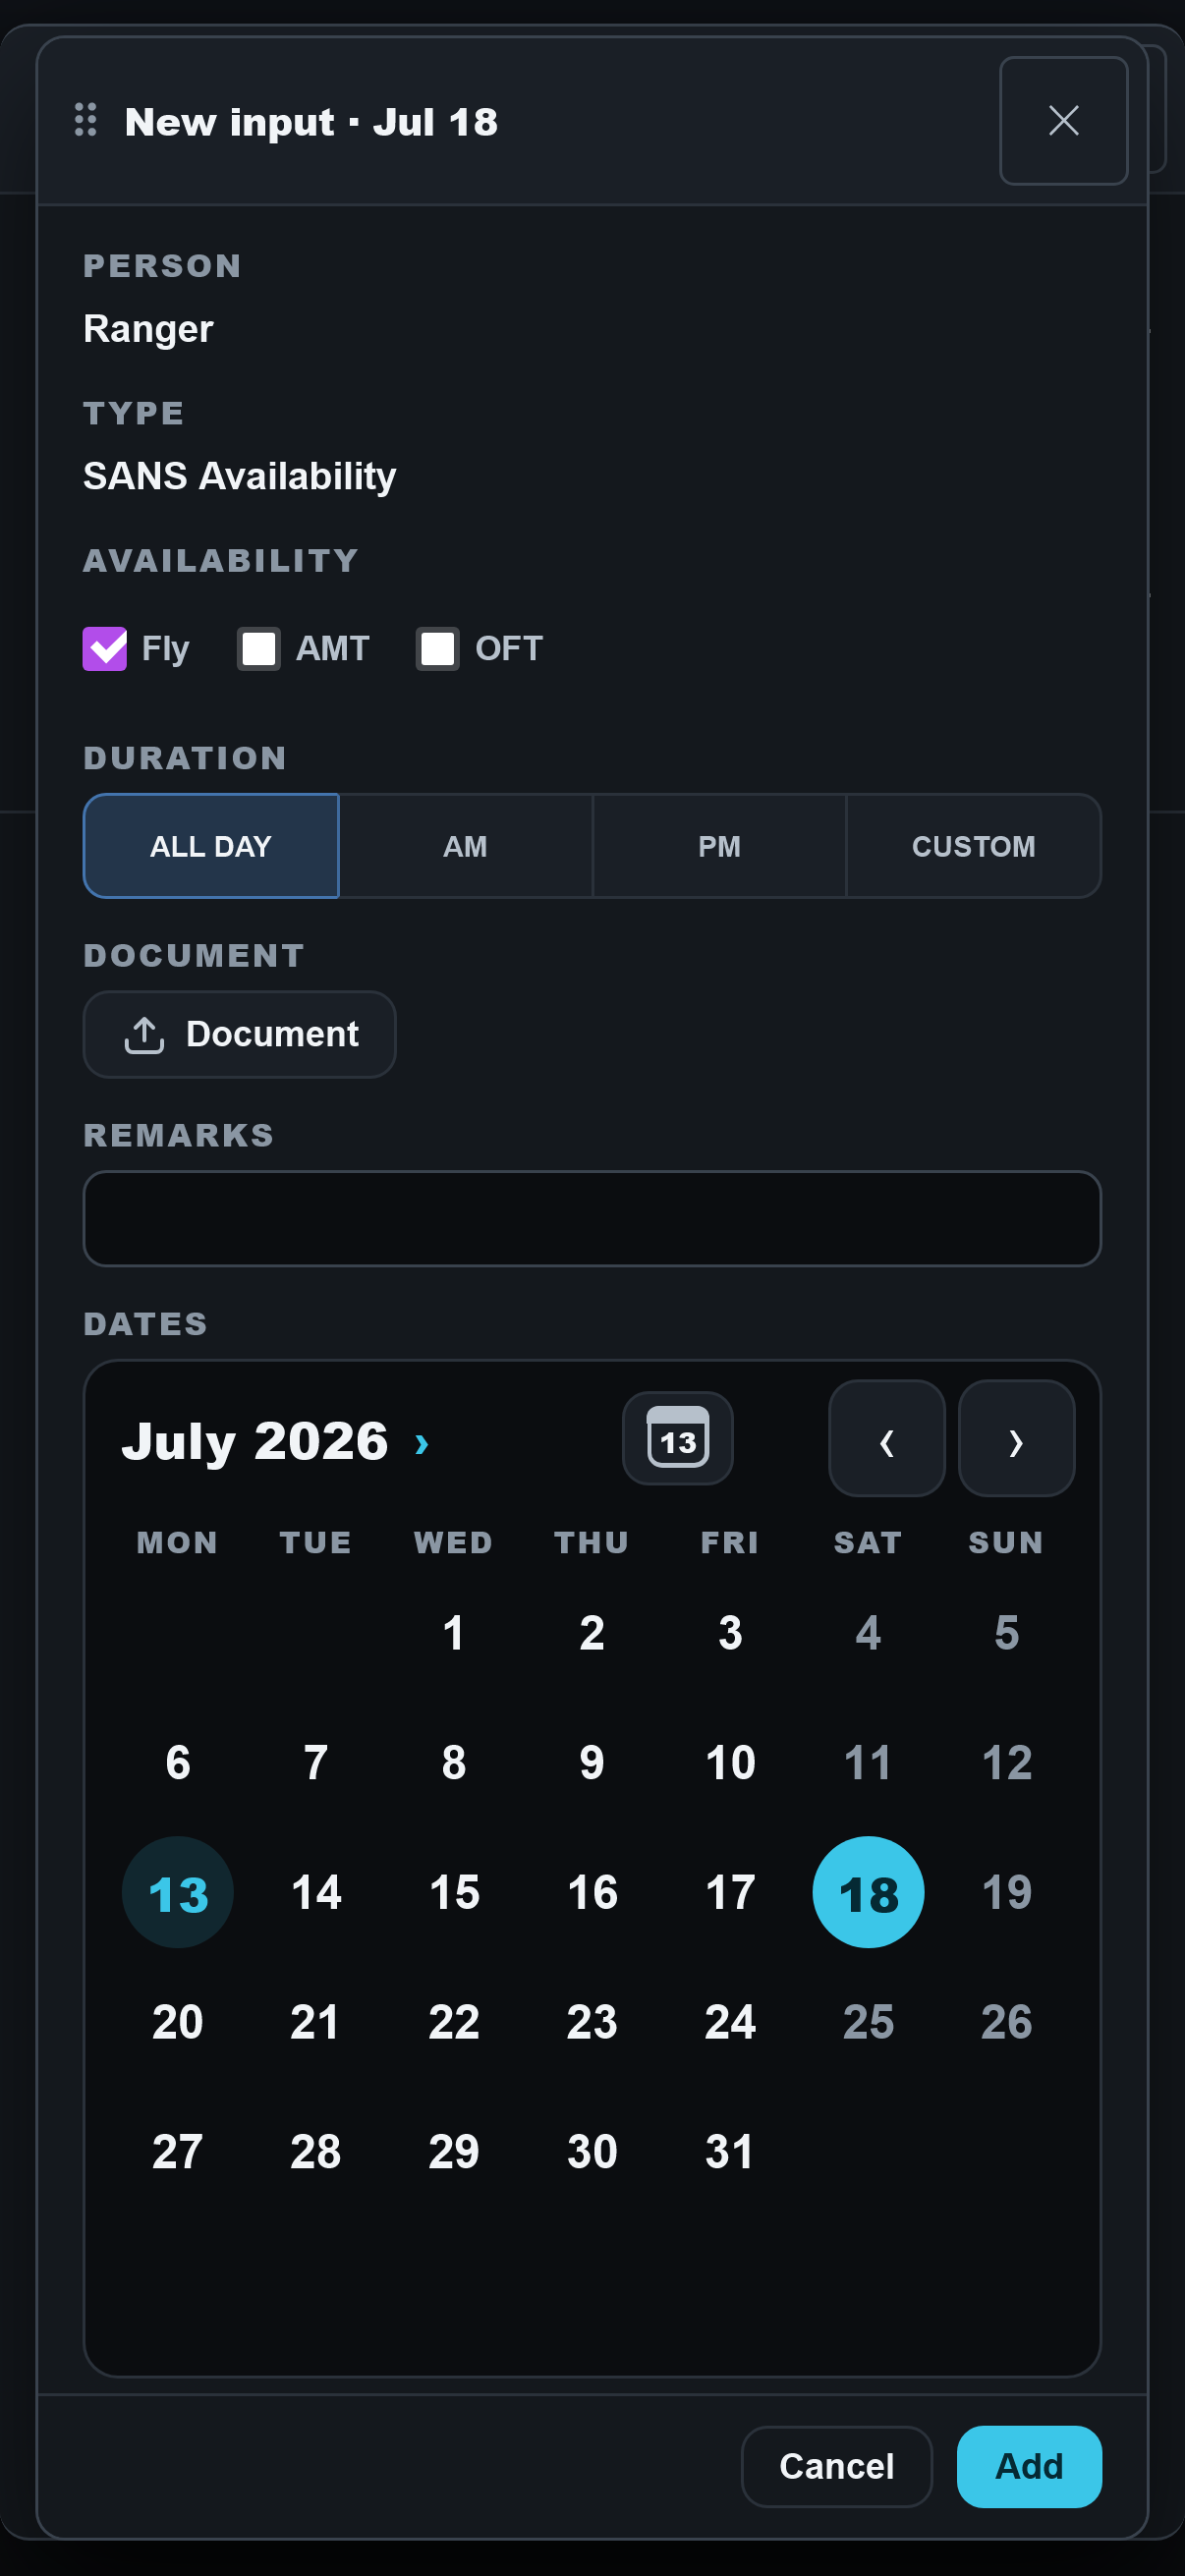 New input · Jul 18
PERSON
Ranger
TYPE
SANS Availability
AVAILABILITY
Fly AMT OFT
DURATION
ALL DAY AM PM CUSTOM
DOCUMENT
Document
REMARKS
DATES
July 2026 › 13 ‹ ›
MON TUE WED THU FRI SAT SUN
1 2 3 4 5
6 7 8 9 10 11 12
13 14 15 16 17 18 19
20 21 22 23 24 25 26
27 28 29 30 31
Cancel Add